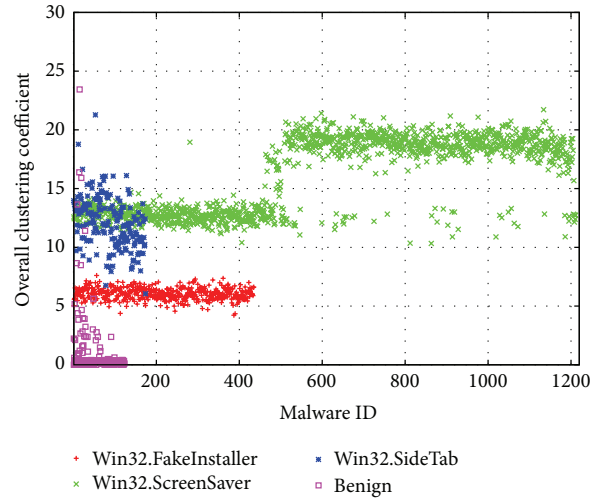 30
25
20
15
10
5
0
Overall clustering coefficient
200 400 600 800 1000 1200
Malware ID
Win32.FakeInstaller
Win32.ScreenSaver
Win32.SideTab
Benign